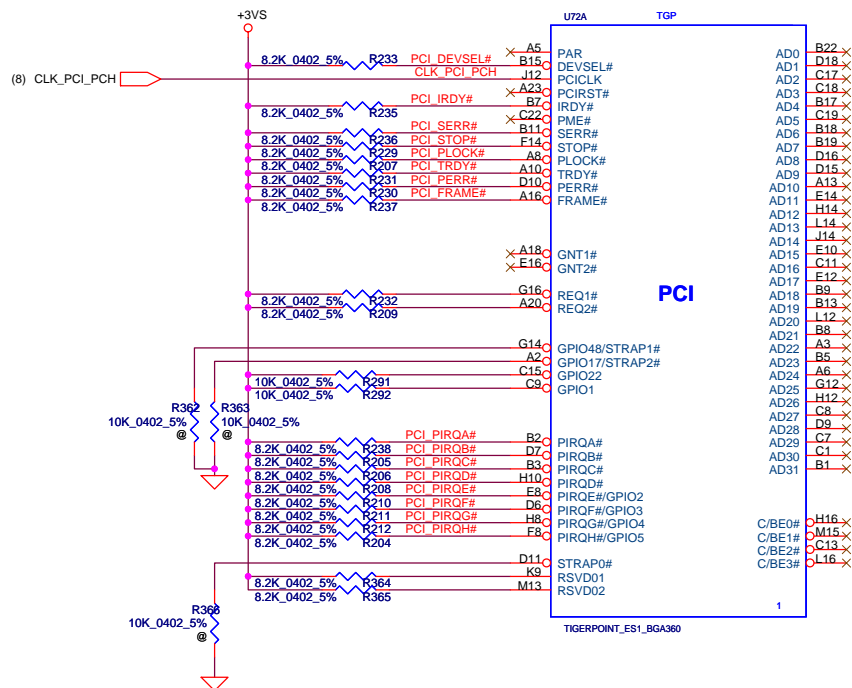 +3VS
U72A TGP
(8) CLK_PCI_PCH
PCI
8.2K_0402_5% R233 PCI_DEVSEL#
CLK_PCI_PCH
PCI_IRDY#
8.2K_0402_5% R235
PCI_SERR#
8.2K_0402_5% R236 PCI_STOP#
8.2K_0402_5% R229 PCI_PLOCK#
8.2K_0402_5% R207 PCI_TRDY#
8.2K_0402_5% R231 PCI_PERR#
8.2K_0402_5% R230 PCI_FRAME#
8.2K_0402_5% R237
8.2K_0402_5% R232
8.2K_0402_5% R209
10K_0402_5% R291
10K_0402_5% R292
R362 R363
10K_0402_5% 10K_0402_5%
@ @
PCI_PIRQA#
8.2K_0402_5% R238 PCI_PIRQB#
8.2K_0402_5% R205 PCI_PIRQC#
8.2K_0402_5% R206 PCI_PIRQD#
8.2K_0402_5% R208 PCI_PIRQE#
8.2K_0402_5% R210 PCI_PIRQF#
8.2K_0402_5% R211 PCI_PIRQG#
8.2K_0402_5% R212 PCI_PIRQH#
8.2K_0402_5% R204
8.2K_0402_5% R364
8.2K_0402_5% R365
R366
10K_0402_5%
@
A5 PAR
B15 DEVSEL#
J12 PCICLK
A23 PCIRST#
B7 IRDY#
C22 PME#
B11 SERR#
F14 STOP#
A8 PLOCK#
A10 TRDY#
D10 PERR#
A16 FRAME#
A18 GNT1#
E16 GNT2#
G16 REQ1#
A20 REQ2#
G14 GPIO48/STRAP1#
A2 GPIO17/STRAP2#
C15 GPIO22
C9 GPIO1
B2 PIRQA#
D7 PIRQB#
B3 PIRQC#
H10 PIRQD#
E8 PIRQE#/GPIO2
D6 PIRQF#/GPIO3
H8 PIRQG#/GPIO4
F8 PIRQH#/GPIO5
D11 STRAP0#
K9 RSVD01
M13 RSVD02
AD0 B22
AD1 D18
AD2 C17
AD3 C18
AD4 B17
AD5 C19
AD6 B18
AD7 B19
AD8 D16
AD9 D15
AD10 A13
AD11 E14
AD12 H14
AD13 L14
AD14 J14
AD15 E10
AD16 C11
AD17 E12
AD18 B9
AD19 B13
AD20 L12
AD21 B8
AD22 A3
AD23 B5
AD24 A6
AD25 G12
AD26 H12
AD27 C8
AD28 D9
AD29 C7
AD30 C1
AD31 B1
C/BE0# H16
C/BE1# M15
C/BE2# C13
C/BE3# L16
1
TIGERPOINT_ES1_BGA360